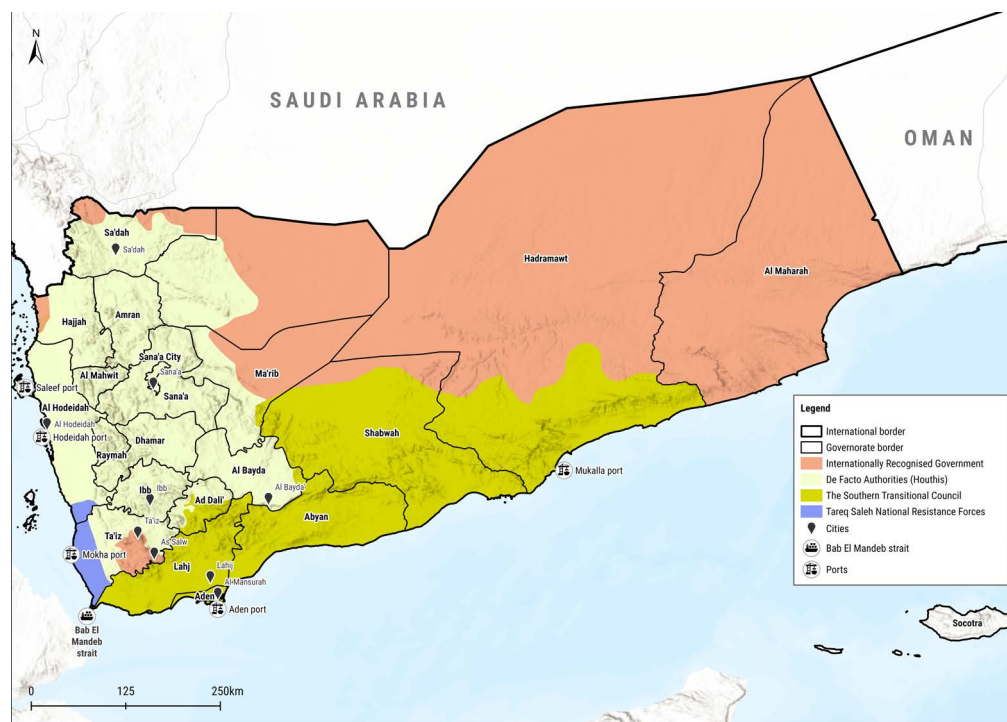 N
SAUDI ARABIA
OMAN
Sa'dah
Sa'dah
Hadramawt
Al Maharah
Hajjah
Amran
Sana'a City
Sana'a
Ma'rib
Al Mahwit
Sana'a
Saleef port
Al Hodeidah
Al Hodeidah
Hodeidah port
Shabwah
Dhamar
Raymah
Al Bayda
Al Bayda
Mukalla port
Ibb
Ibb
Ad Dali'
Abyan
Ta'iz
Ta'iz
As Salw
Mokha port
Lahj
Lahij
Al-Mansurah
Aden
Aden port
Bab El
Mandeb
strait
Socotra
Legend
International border
Governorate border
Internationally Recognised Government
De Facto Authorities (Houthis)
The Southern Transitional Council
Tareq Saleh National Resistance Forces
Cities
Bab El Mandeb strait
Ports
0 125 250km